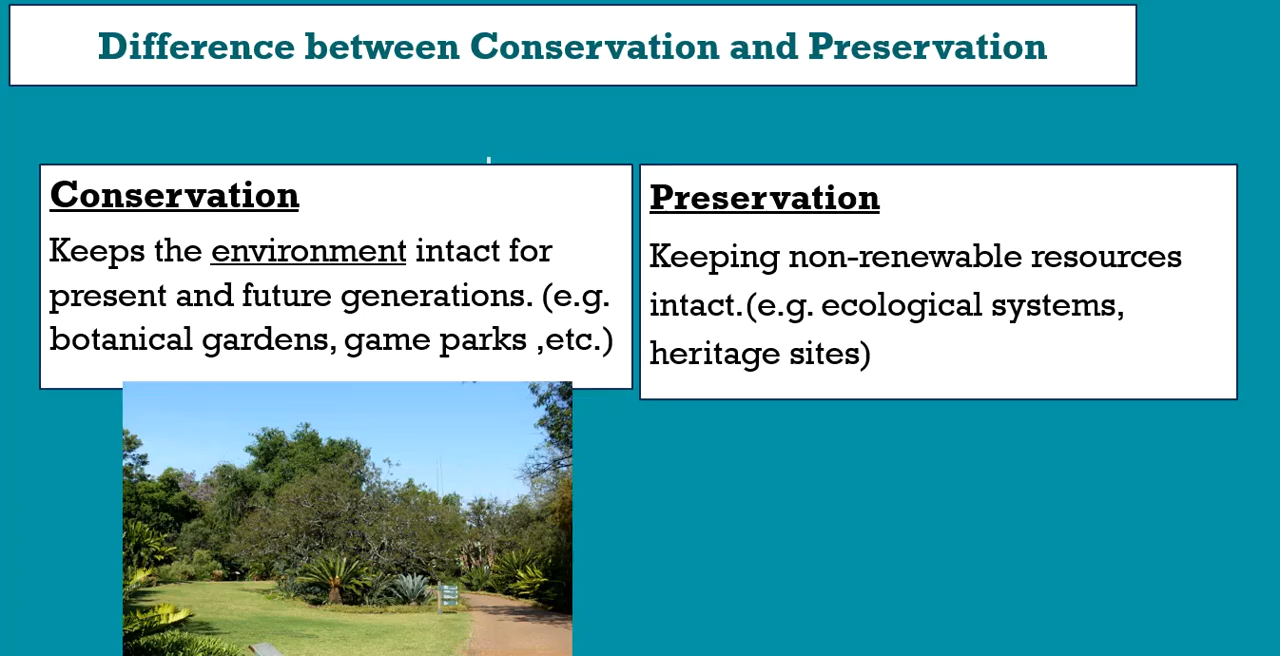 Difference between Conservation and Preservation
Conservation
Keeps the environment intact for
present and future generations. (e.g.
botanical gardens, game parks ,etc.)
Preservation
Keeping non-renewable resources
intact.(e.g. ecological systems,
heritage sites)